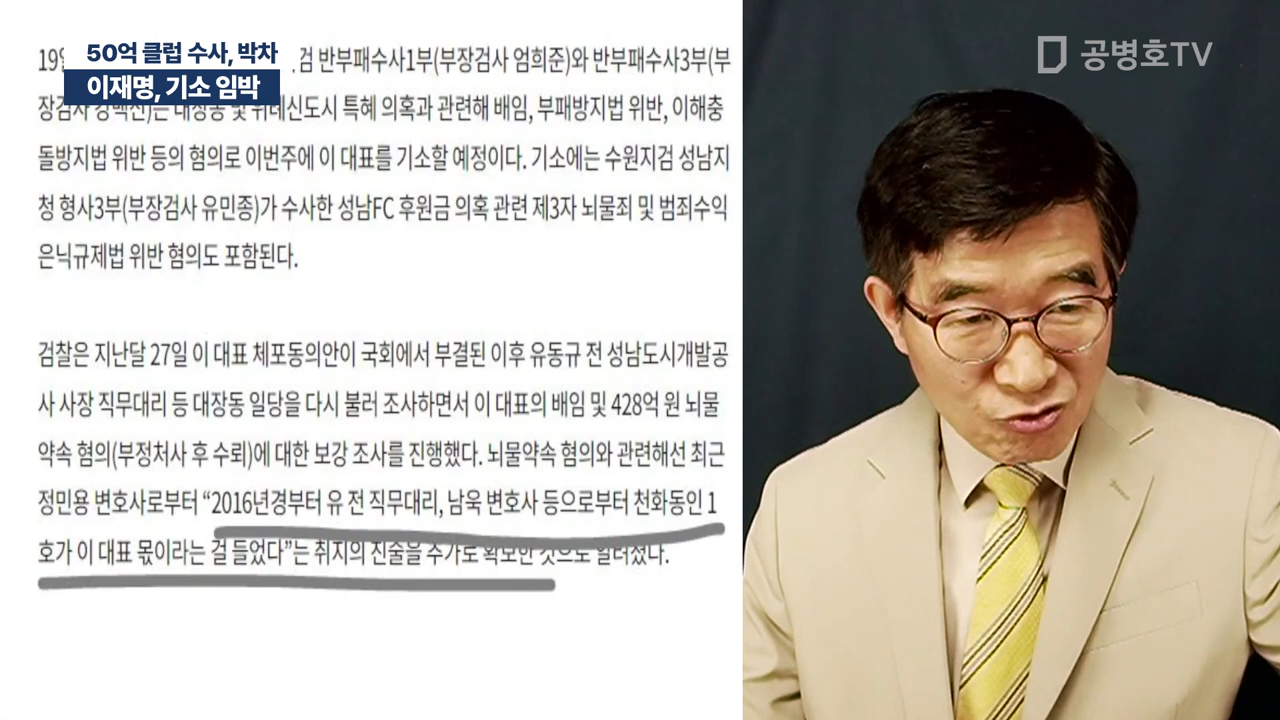 50억 클럽 수사, 박차
이재명, 기소 임박
공병호TV
검 반부패수사1부(부장검사 엄희준)와 반부패수사3부(부
대장동 및 위례신도시 특혜 의혹과 관련해 배임, 부패방지법 위반, 이해충
돌방지법 위반 등의 혐의로 이번주에 이 대표를 기소할 예정이다. 기소에는 수원지검 성남지
청 형사3부(부장검사 유민종)가 수사한 성남FC 후원금 의혹 관련 제3자 뇌물죄 및 범죄수익
은닉규제법 위반 혐의도 포함된다.
검찰은 지난달 27일 이 대표 체포동의안이 국회에서 부결된 이후 유동규 전 성남도시개발공
사 사장 직무대리 등 대장동 일당을 다시 불러 조사하면서 이 대표의 배임 및 428억 원 뇌물
약속 혐의(부정처사 후 수뢰)에 대한 보강 조사를 진행했다. 뇌물약속 혐의와 관련해선 최근
정민용 변호사로부터 “2016년경부터 유 전 직무대리, 남욱 변호사 등으로부터 천화동인 1
호가 이 대표 몫이라는 걸 들었다”는 취지의 진술을 추가로 확보한 것으로 알려졌다.